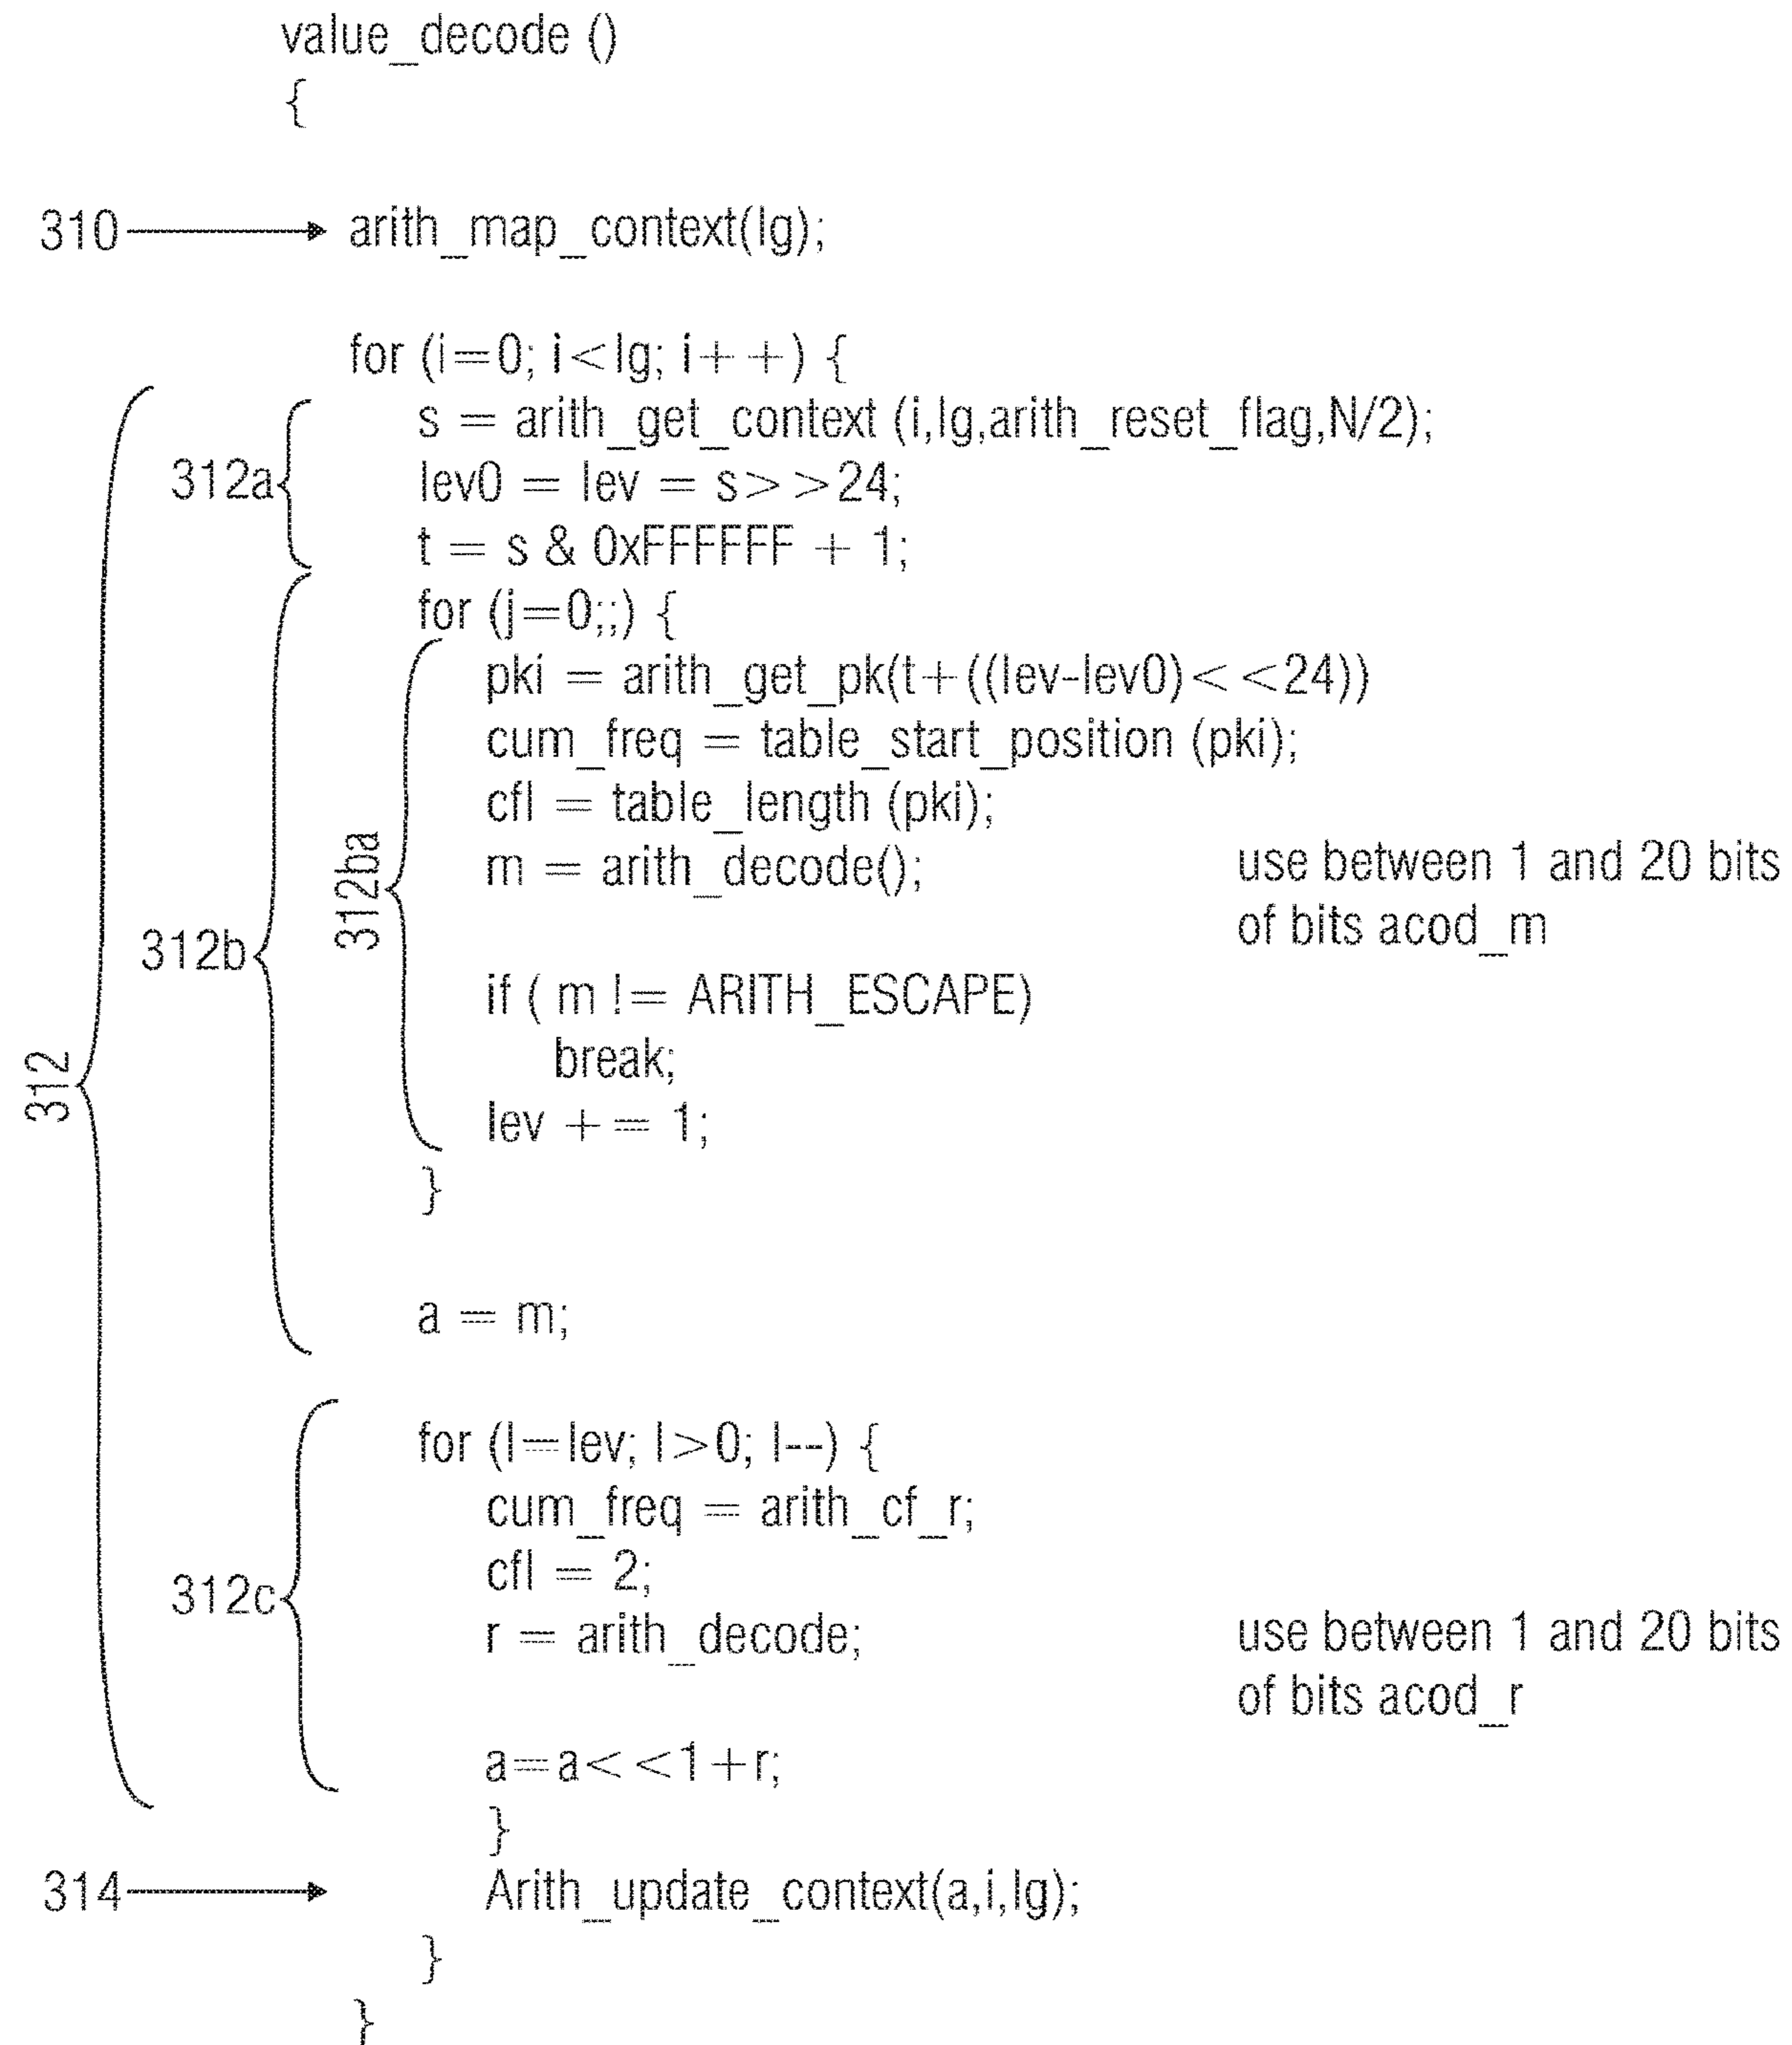 value_decode ()
{
310 arith_map_context(lg);
for (i=0; i<lg; i++) {
s = arith_get_context (i,lg,arith_reset_flag,N/2);
312a lev0 = lev = s>>24;
t = s & 0xFFFFFF + 1;
for (j=0;;) {
pki = arith_get_pk(t+((lev-lev0)<<24))
cum_freq = table_start_position (pki);
cfl = table_length (pki);
312ba m = arith_decode(); use between 1 and 20 bits
of bits acod_m
312b
if ( m != ARITH_ESCAPE)
break;
312
lev += 1;
}
a = m;
for (l=lev; l>0; l--) {
cum_freq = arith_cf_r;
cfl = 2;
312c
r = arith_decode; use between 1 and 20 bits
of bits acod_r
a=a<<1+r;
}
314 Arith_update_context(a,i,lg);
}
}